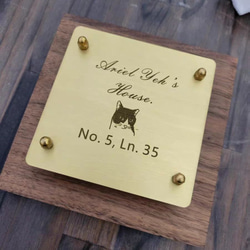 Ariel Yeh's
House.
No. 5, Ln. 35